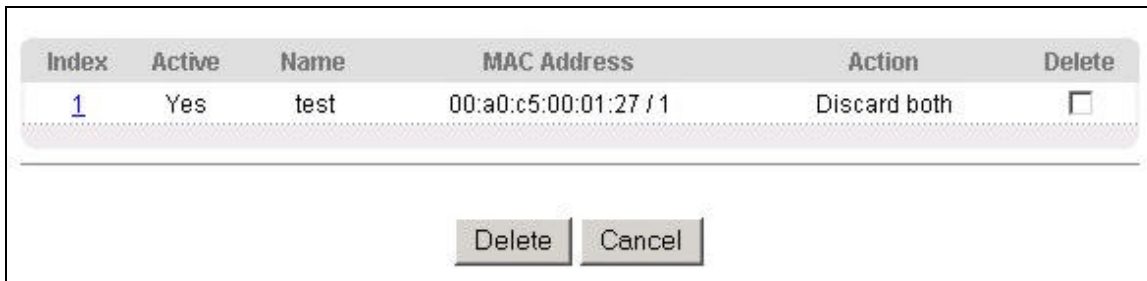 Index Active Name MAC Address Action Delete
1 Yes test 00:a0:c5:00:01:27 / 1 Discard both
Delete Cancel